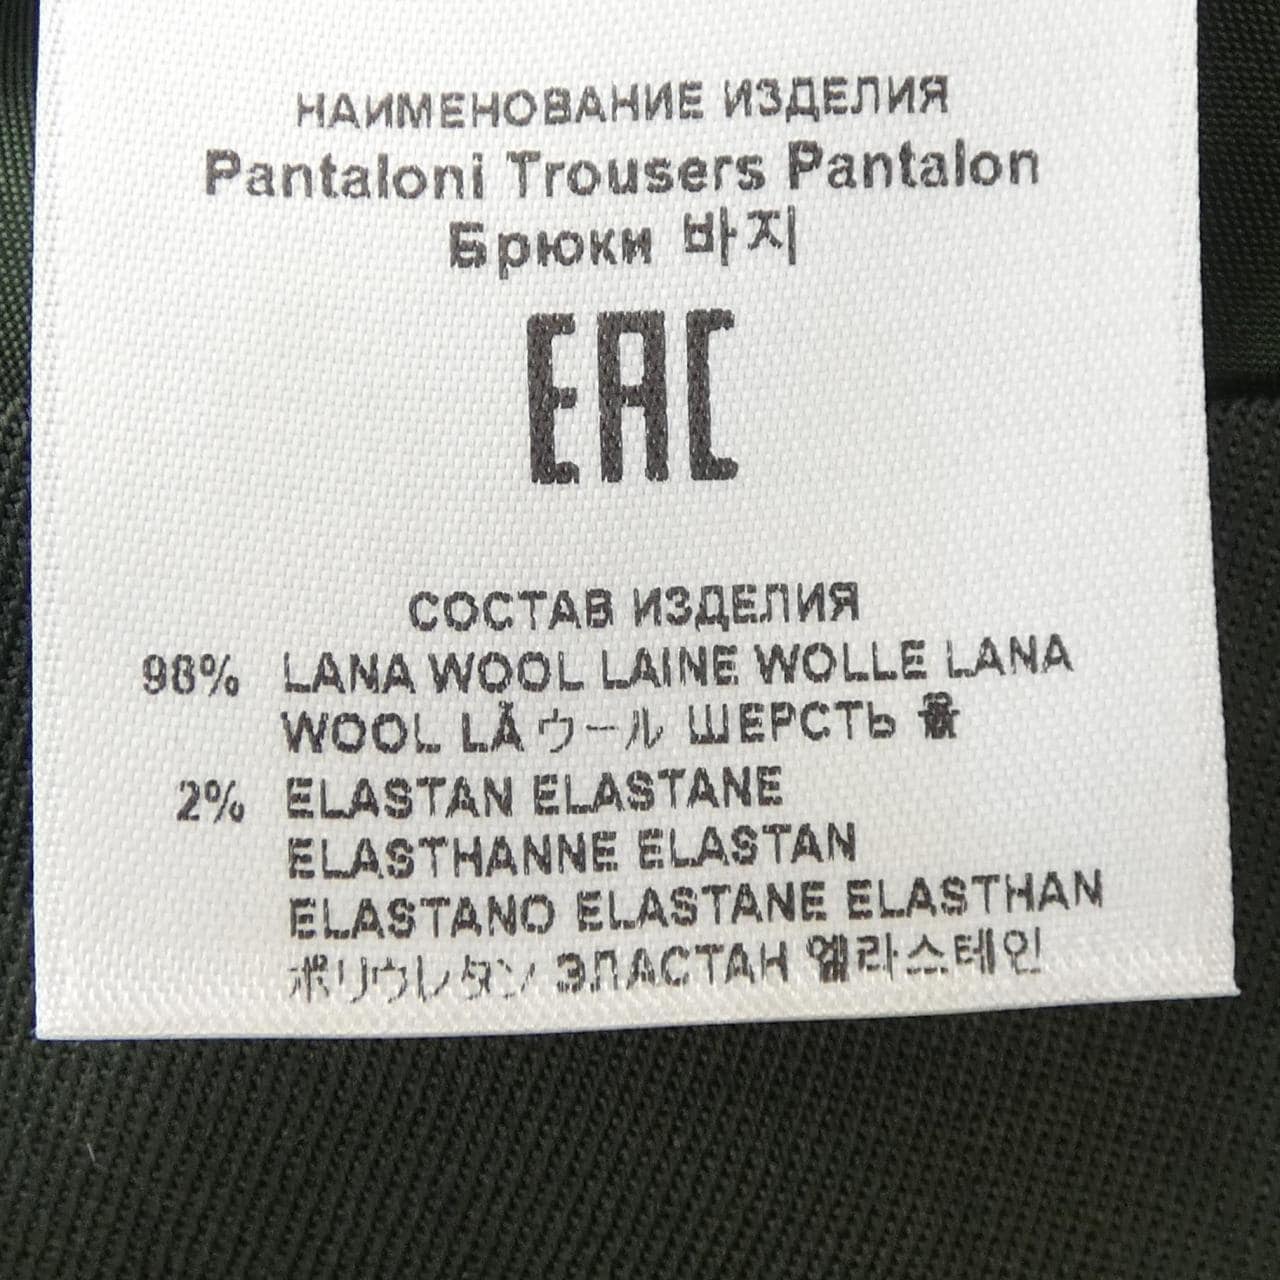 НАИМЕНОВАНИЕ ИЗДЕЛИЯ
Pantaloni Trousers Pantalon
Брюки 바지
EAC
СОСТАВ ИЗДЕЛИЯ
98% LANA WOOL LAINE WOLLE LANA
WOOL LÃ ウール ШЕРСТЬ 울
2% ELASTAN ELASTANE
ELASTHANNE ELASTAN
ELASTANO ELASTANE ELASTHAN
ポリウレタン ЭЛАСТАН 엘라스테인